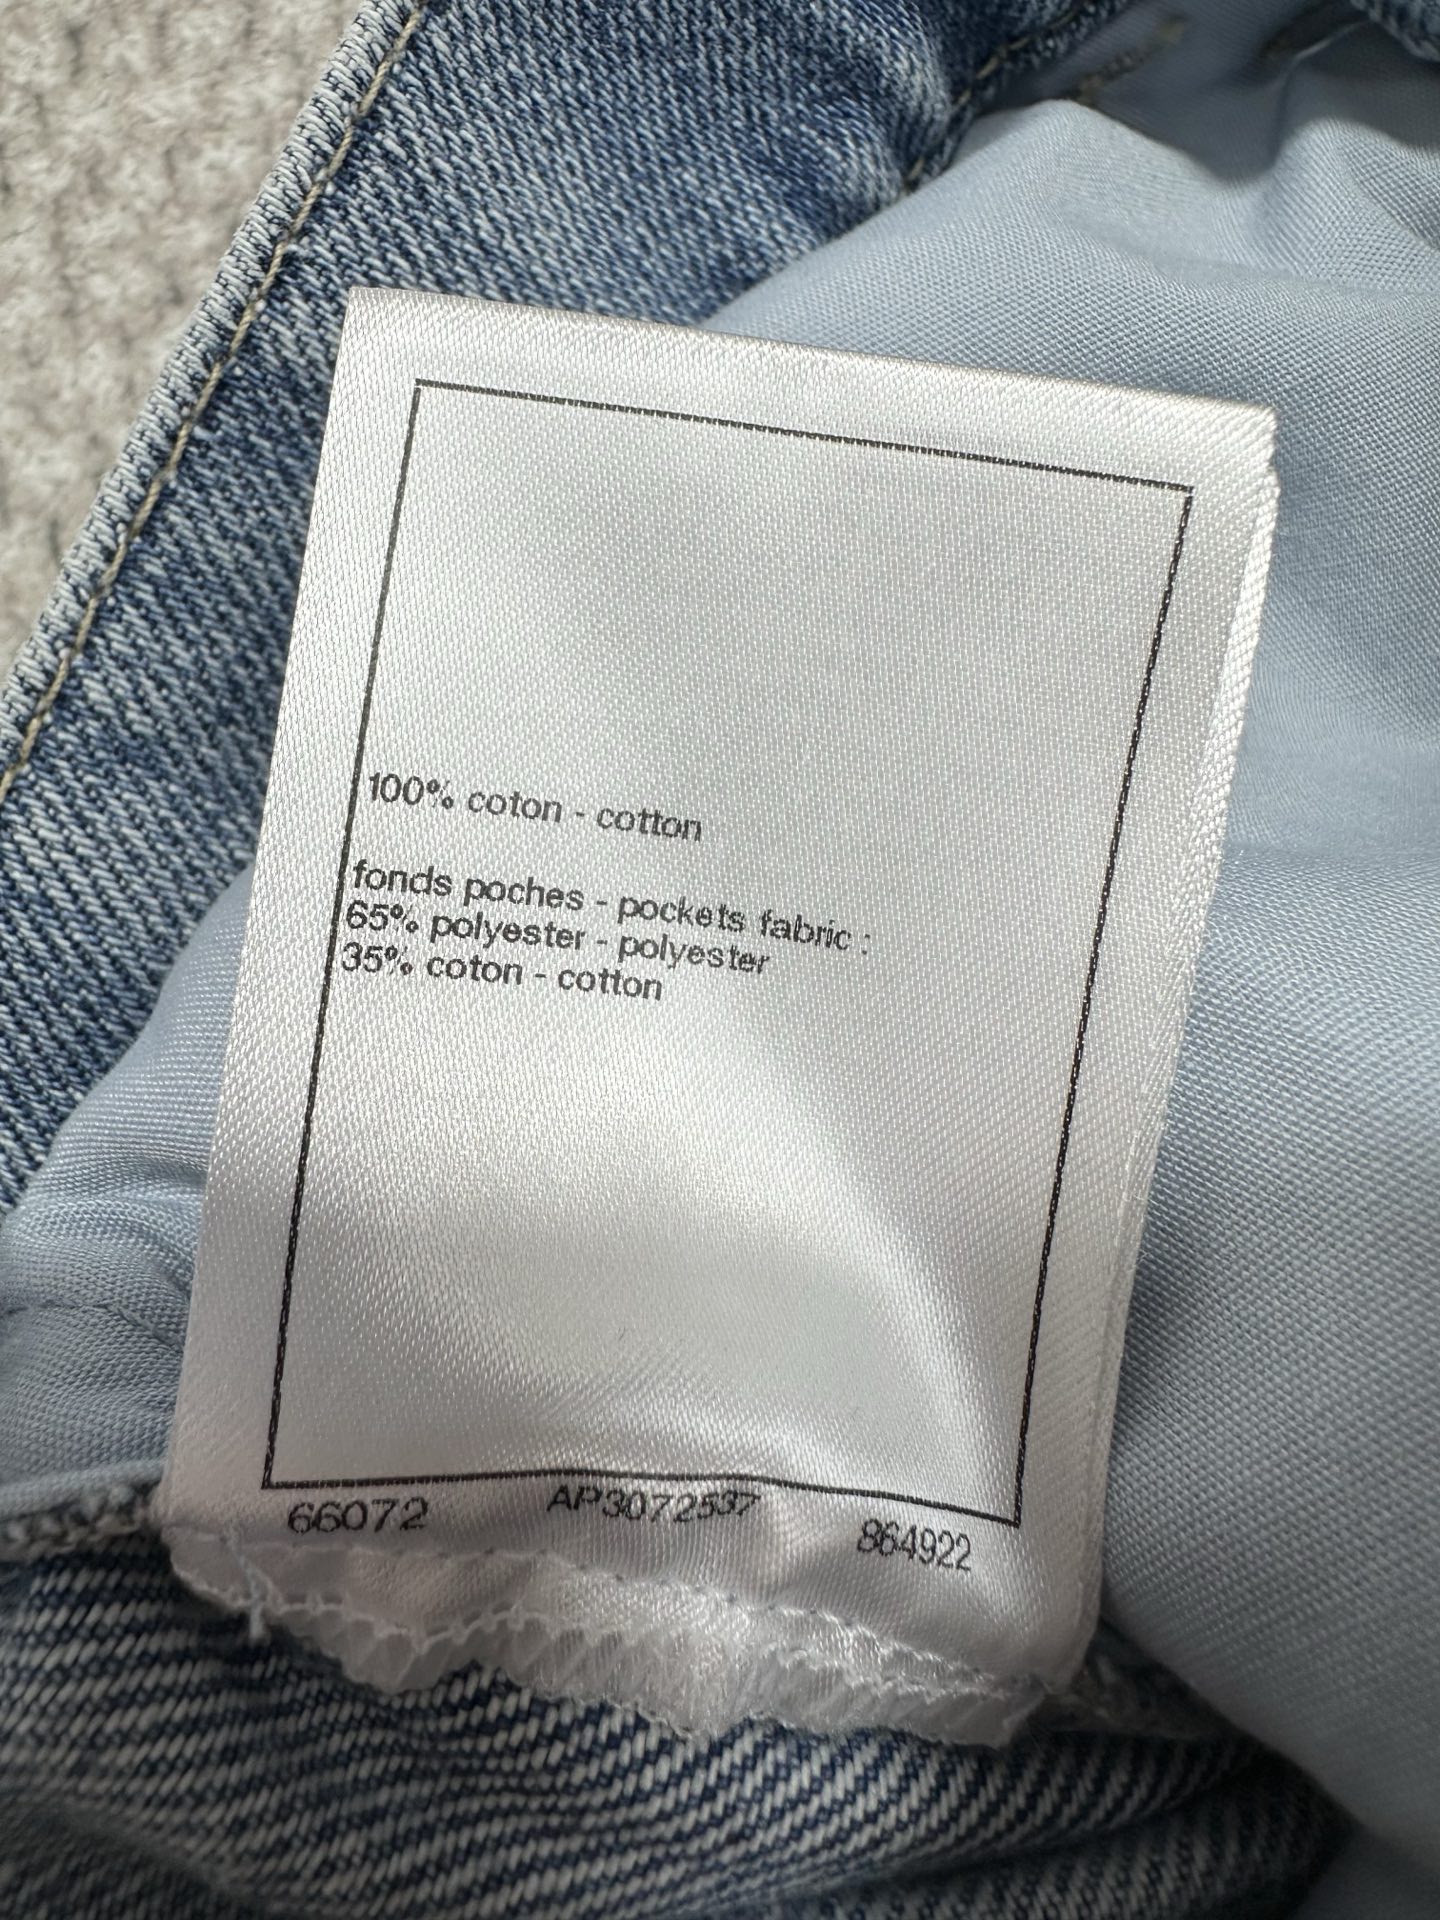 100% coton - cotton
fonds poches - pockets fabric :
65% polyester - polyester
35% coton - cotton
66072 AP3072537 864922